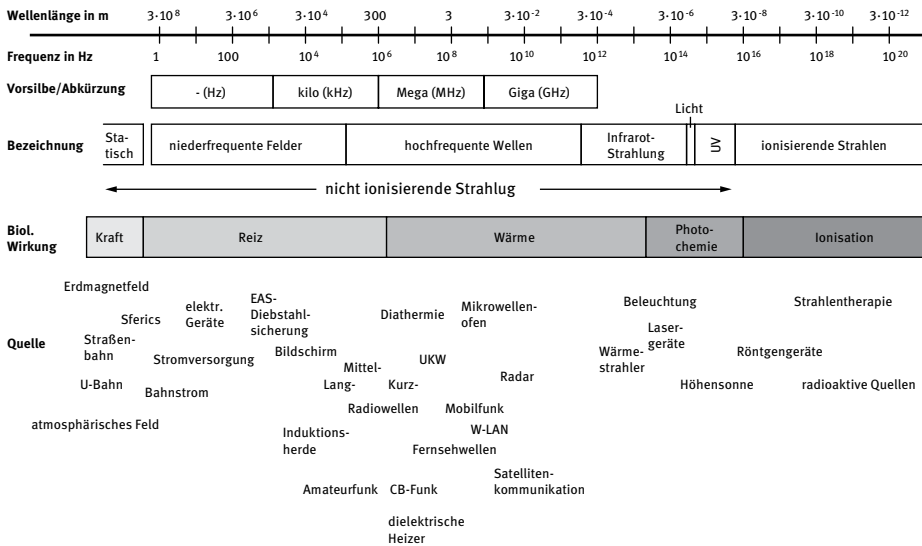 Wellenlänge in m 3·10⁸ 3·10⁶ 3·10⁴ 300 3 3·10⁻² 3·10⁻⁴ 3·10⁻⁶ 3·10⁻⁸ 3·10⁻¹⁰ 3·10⁻¹²
Frequenz in Hz 1 100 10⁴ 10⁶ 10⁸ 10¹⁰ 10¹² 10¹⁴ 10¹⁶ 10¹⁸ 10²⁰
Vorsilbe/Abkürzung - (Hz) kilo (kHz) Mega (MHz) Giga (GHz)
Licht
Bezeichnung
Sta-
tisch
niederfrequente Felder
hochfrequente Wellen
Infrarot-
Strahlung
UV
ionisierende Strahlen
nicht ionisierende Strahlug
Biol.
Wirkung
Kraft
Reiz
Wärme
Photo-
chemie
Ionisation
Quelle
Erdmagnetfeld
Sferics
Straßen-
bahn
U-Bahn
atmosphärisches Feld
elektr.
Geräte
Stromversorgung
Bahnstrom
EAS-
Diebstahl-
sicherung
Bildschirm
Mittel-
Lang-
Kurz-
Radiowellen
Induktions-
herde
Amateurfunk
CB-Funk
dielektrische
Heizer
Diathermie
UKW
Mikrowellen-
ofen
Radar
Mobilfunk
W-LAN
Fernsehwellen
Satelliten-
kommunikation
Beleuchtung
Laser-
geräte
Wärme-
strahler
Höhensonne
Strahlentherapie
Röntgengeräte
radioaktive Quellen